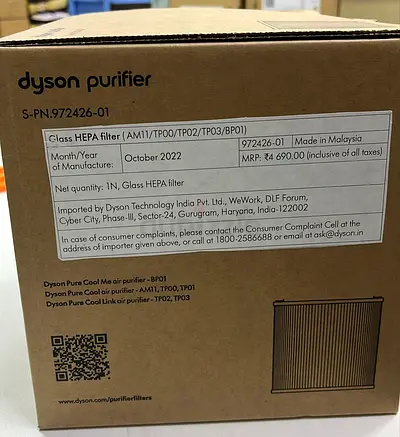 dyson purifier
S-PN.972426-01
Glass HEPA filter ( AM11/TP00/TP02/TP03/BP01)
Month/Year of Manufacture: October 2022 972426-01 Made in Malaysia
MRP: ₹4 690.00 (inclusive of all taxes)
Net quantity: 1N, Glass HEPA filter
Imported by Dyson Technology India Pvt. Ltd., WeWork, DLF Forum,
Cyber City, Phase-III, Sector-24, Gurugram, Haryana, India-122002
In case of consumer complaints, please contact the Consumer Complaint Cell at the
address of importer given above, or call at 1800-2586688 or email at ask@dyson.in
Dyson Pure Cool Me air purifier - BP01
Dyson Pure Cool air purifier - AM11, TP00, TP01
Dyson Pure Cool Link air purifier - TP02, TP03
www.dyson.com/purifierfilters